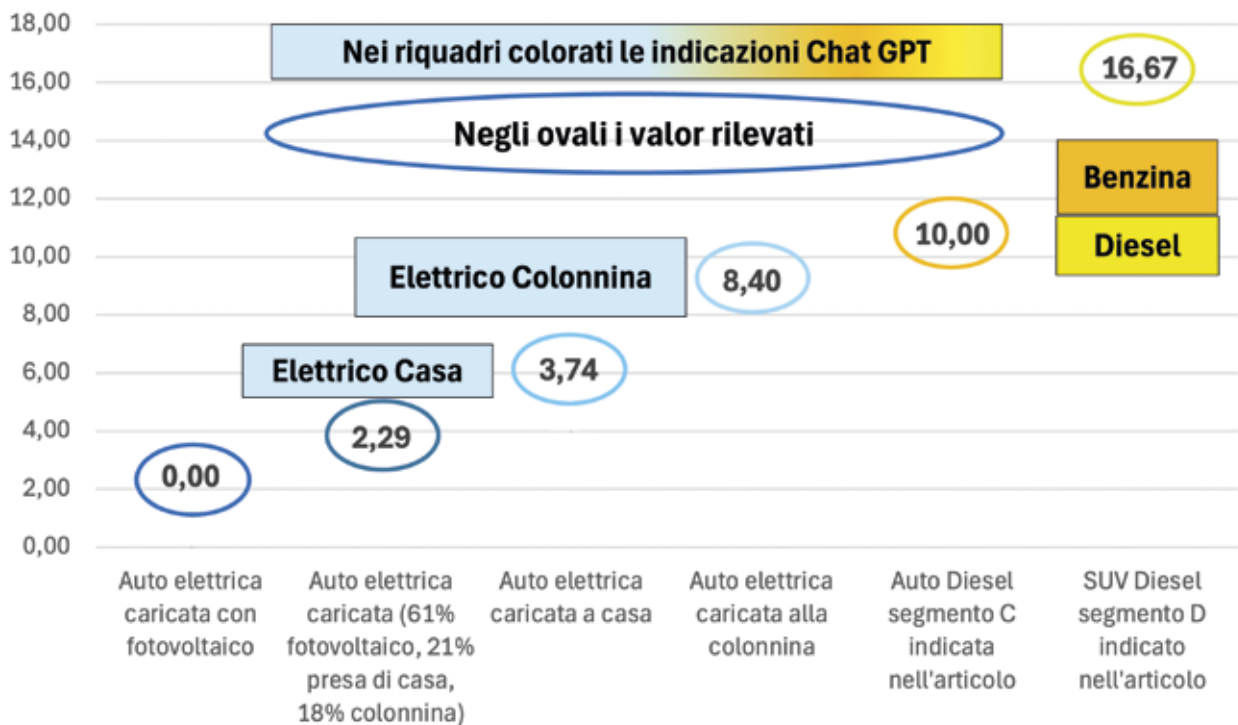 18,00
Nei riquadri colorati le indicazioni Chat GPT
16,67
16,00
Negli ovali i valor rilevati
14,00
Benzina
12,00
10,00
Diesel
10,00
Elettrico Colonnina
8,40
8,00
Elettrico Casa
3,74
6,00
4,00
2,29
0,00
2,00
0,00
Auto elettrica
caricata con
fotovoltaico
Auto elettrica
caricata (61%
fotovoltaico, 21%
presa di casa,
18% colonnina)
Auto elettrica
caricata a casa
Auto elettrica
caricata alla
colonnina
Auto Diesel
segmento C
indicata
nell'articolo
SUV Diesel
segmento D
indicato
nell'articolo